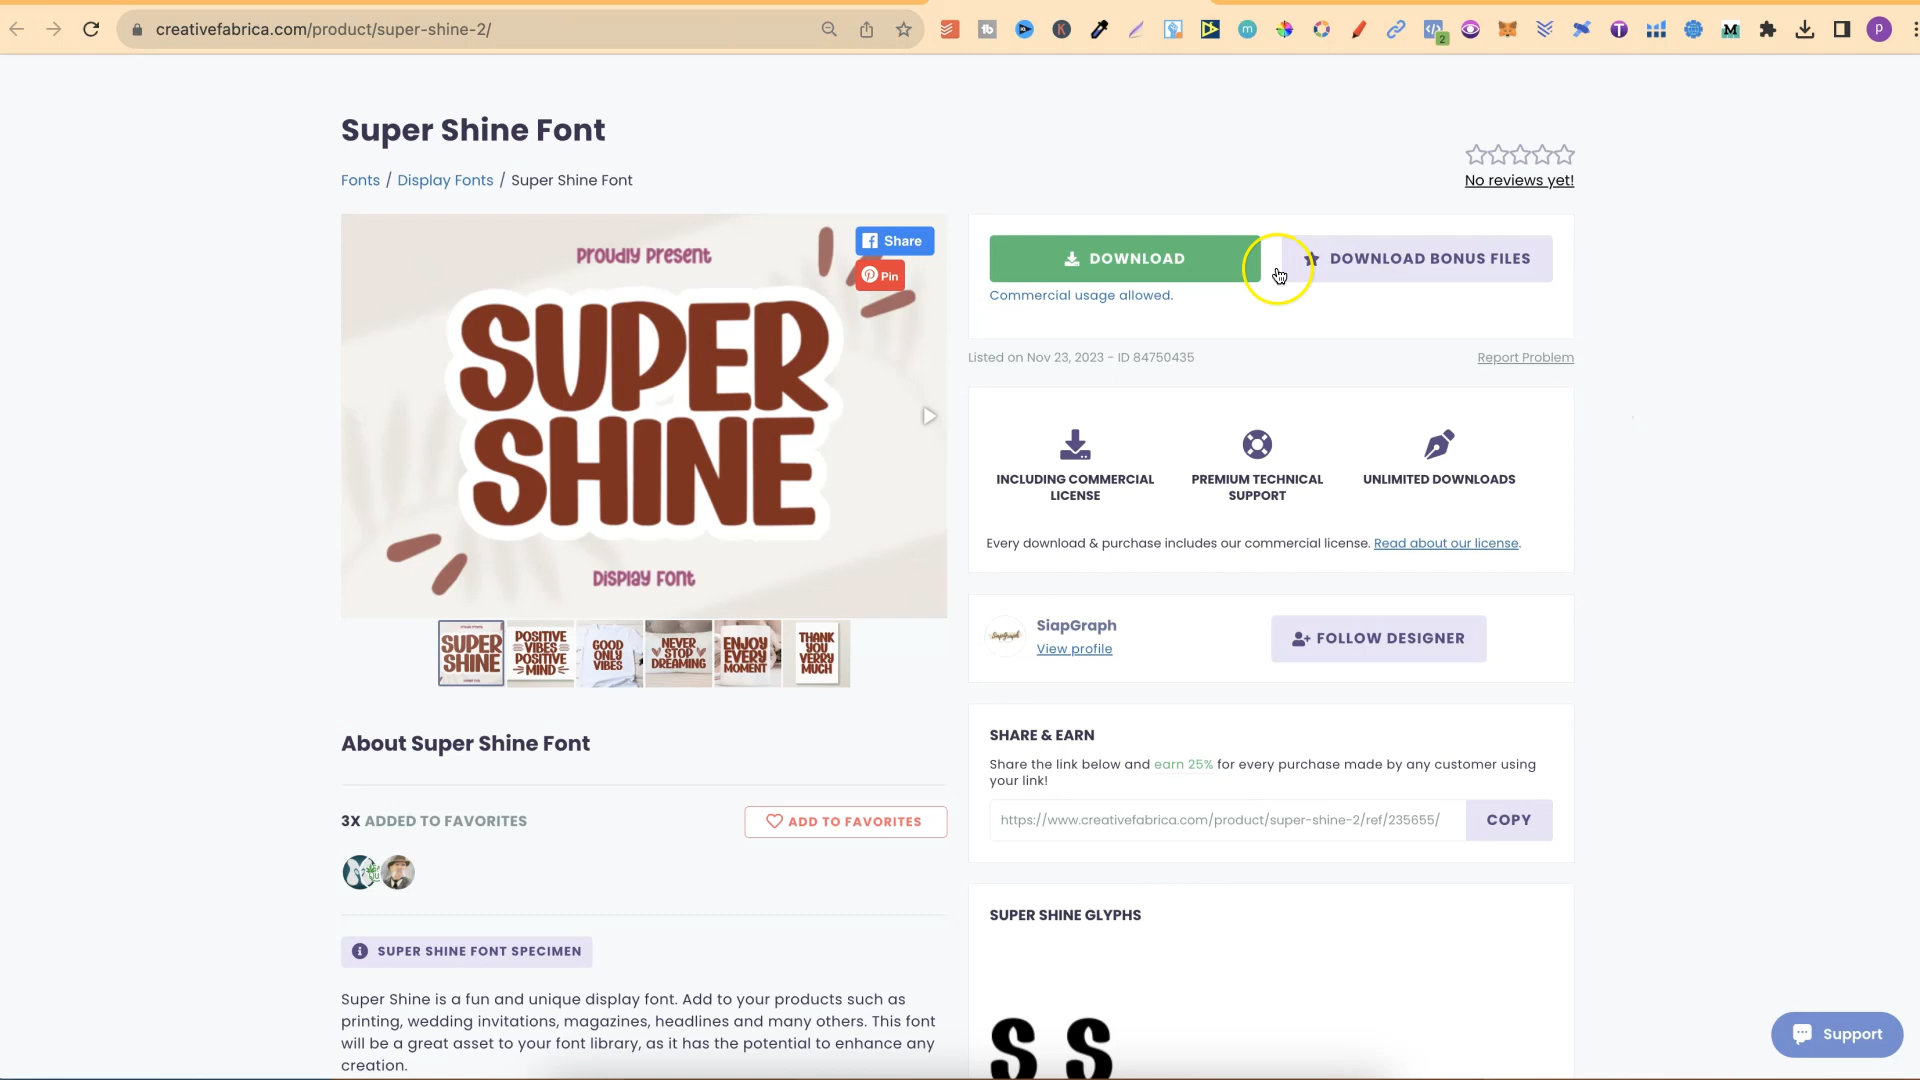 creativefabrica.com/product/super-shine-2/
Super Shine Font
Fonts / Display Fonts / Super Shine Font
No reviews yet!
Proudly Present
Share
Pin
SUPER
SHINE
Display Font
DOWNLOAD
DOWNLOAD BONUS FILES
Commercial usage allowed.
Listed on Nov 23, 2023 - ID 84750435
Report Problem
INCLUDING COMMERCIAL
LICENSE
PREMIUM TECHNICAL
SUPPORT
UNLIMITED DOWNLOADS
Every download & purchase includes our commercial license. Read about our license.
SiapGraph
View profile
FOLLOW DESIGNER
SUPER
SHINE
POSITIVE
VIBES
POSITIVE
MIND
GOOD
ONLY
VIBES
NEVER
STOP
DREAMING
ENJOY
EVERY
MOMENT
THANK
YOU
VERRY
MUCH
About Super Shine Font
3X ADDED TO FAVORITES
ADD TO FAVORITES
SUPER SHINE FONT SPECIMEN
Super Shine is a fun and unique display font. Add to your products such as
printing, wedding invitations, magazines, headlines and many others. This font
will be a great asset to your font library, as it has the potential to enhance any
creation.
SHARE & EARN
Share the link below and earn 25% for every purchase made by any customer using
your link!
https://www.creativefabrica.com/product/super-shine-2/ref/235655/
COPY
SUPER SHINE GLYPHS
S S
Support